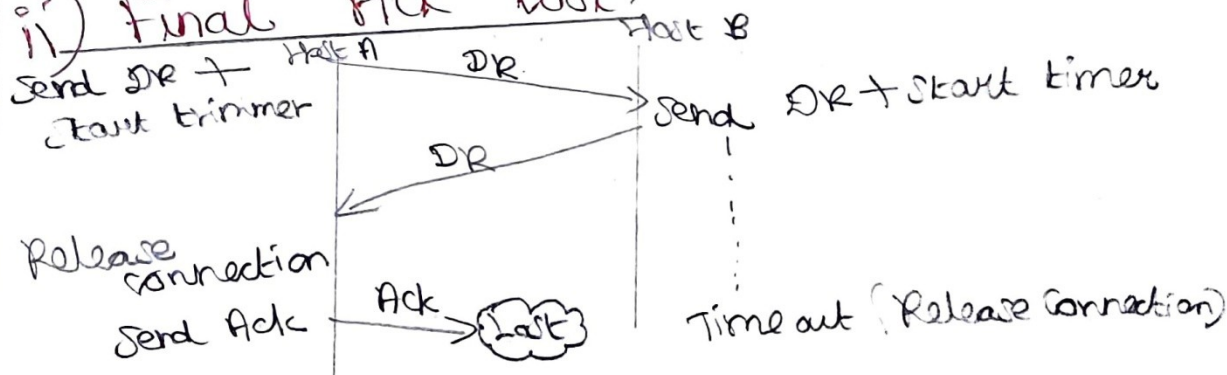 ii) Final Ack
Host A Host B
Send DR + DR Send DR + Start timer
Start trimmer
DR
Release
connection
Send Ack Ack Lost Time out (Release Connection)